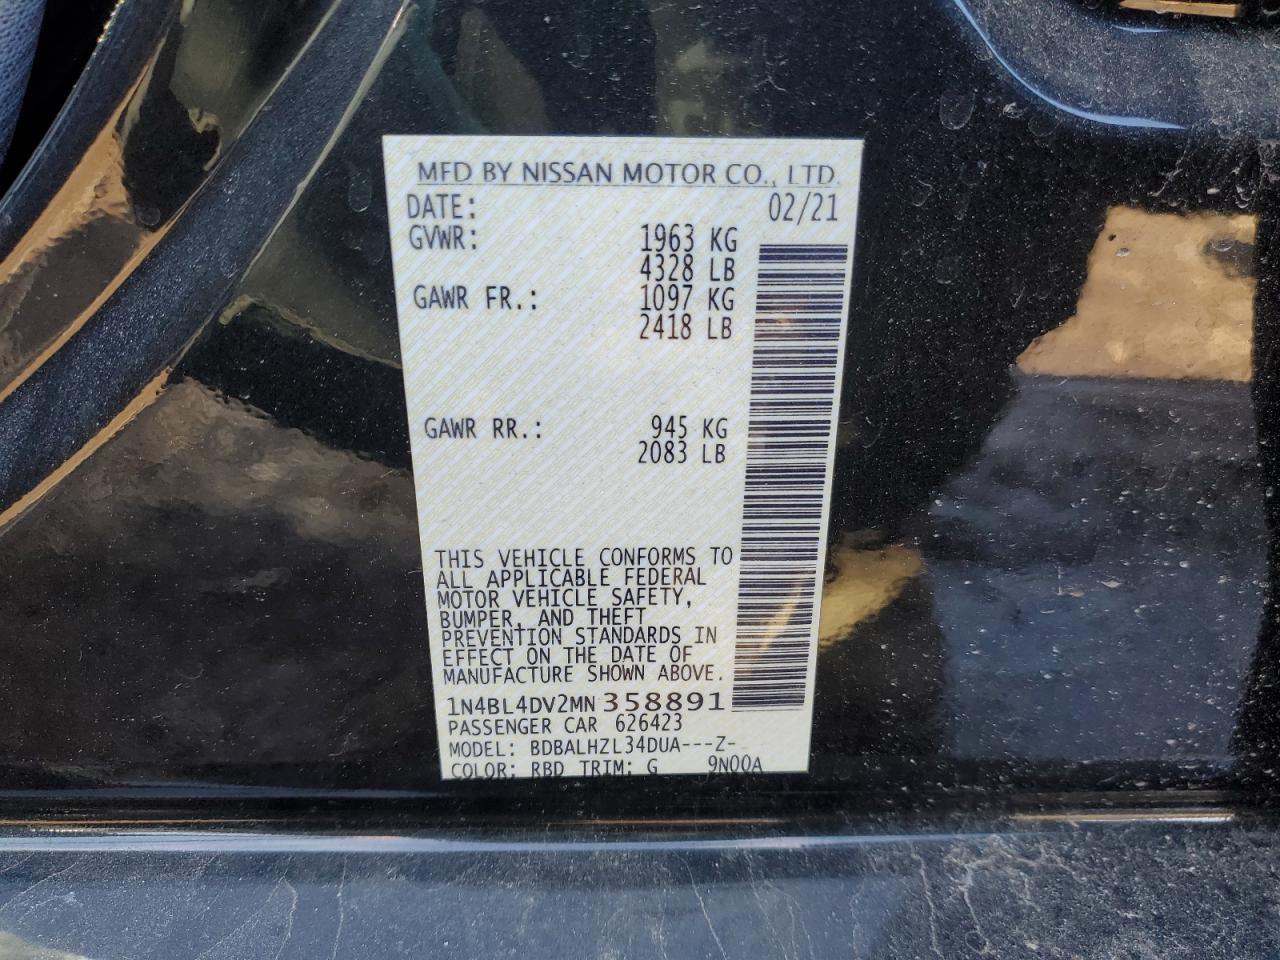 MFD BY NISSAN MOTOR CO., LTD.
DATE: 02/21
GVWR: 1963 KG
4328 LB
GAWR FR.: 1097 KG
2418 LB
GAWR RR.: 945 KG
2083 LB
THIS VEHICLE CONFORMS TO
ALL APPLICABLE FEDERAL
MOTOR VEHICLE SAFETY,
BUMPER, AND THEFT
PREVENTION STANDARDS IN
EFFECT ON THE DATE OF
MANUFACTURE SHOWN ABOVE.
1N4BL4DV2MN358891
PASSENGER CAR 626423
MODEL: BDBALHZL34DUA---Z-
COLOR: RBD TRIM: G 9N00A